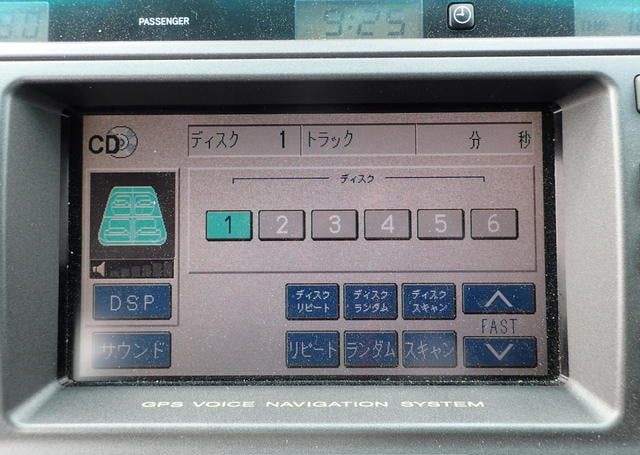 PASSENGER 9:25
CD ディスク 1 トラック 分 秒
ディスク
1 2 3 4 5 6
DSP ディスク リピート ディスク ランダム ディスク スキャン
FAST
サウンド リピート ランダム スキャン
GPS VOICE NAVIGATION SYSTEM